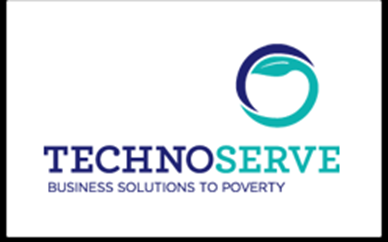 TECHNOSERVE
BUSINESS SOLUTIONS TO POVERTY